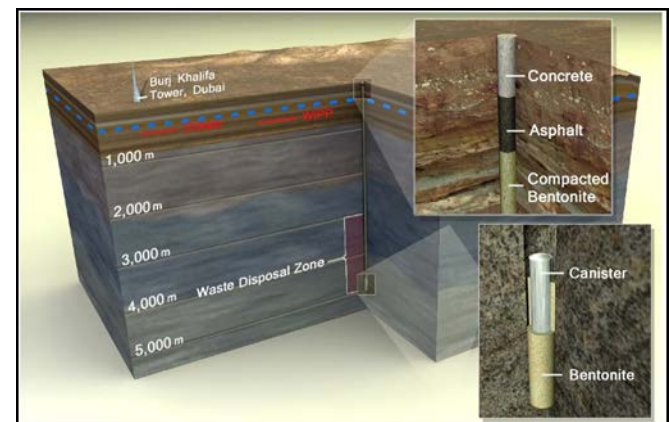 Burj Khalifa
Tower, Dubai
WIPP
1,000 m
2,000 m
3,000 m
4,000 m
5,000 m
Waste Disposal Zone
Concrete
Asphalt
Compacted
Bentonite
Canister
Bentonite